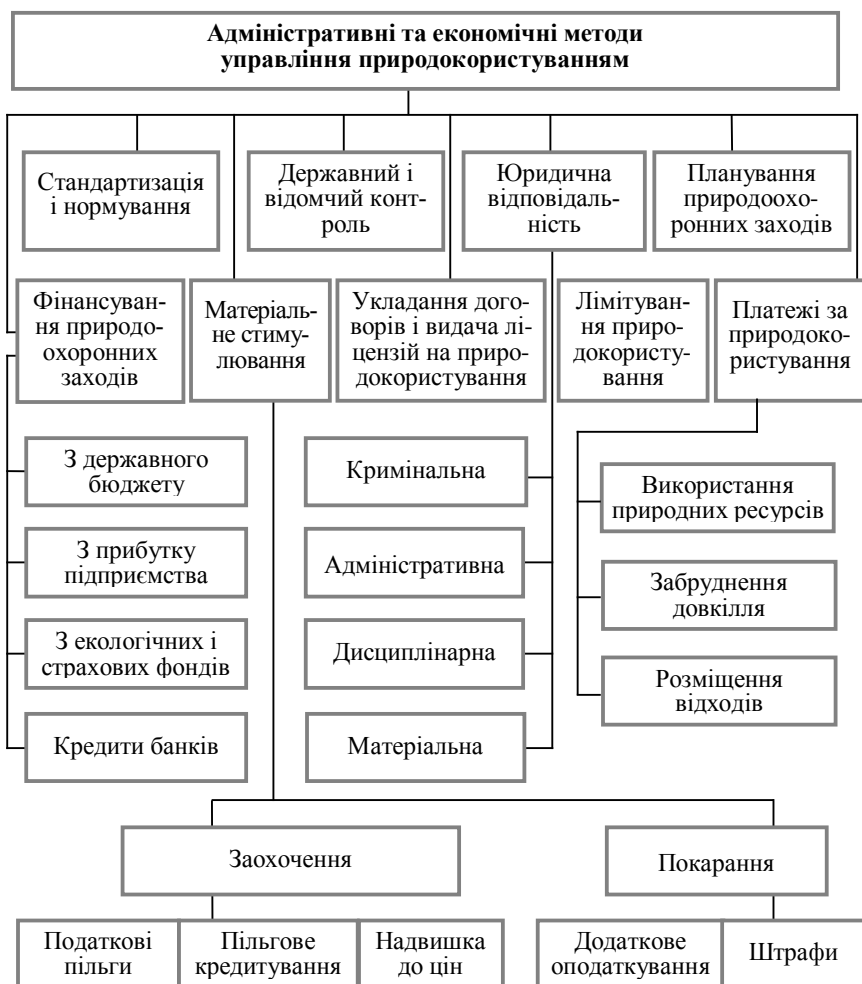 Адміністративні та економічні методи
управління природокористуванням
Стандартизація
і нормування
Державний і
відомчий конт-
роль
Юридична
відповідаль-
ність
Планування
природоохо-
ронних заходів
Фінансуван-
ня природо-
охоронних
заходів
Матеріаль-
не стиму-
лювання
Укладання дого-
ворів і видача лі-
цензій на приро-
докористування
Лімітуван-
ня приро-
докористу-
вання
Платежі за
природоко-
ристування
З державного
бюджету
З прибутку
підприємства
З екологічних і
страхових фондів
Кредити банків
Кримінальна
Адміністративна
Дисциплінарна
Матеріальна
Використання
природних ресурсів
Забруднення
довкілля
Розміщення
відходів
Заохочення
Покарання
Податкові
пільги
Пільгове
кредитування
Надвишка
до цін
Додаткове
оподаткування
Штрафи